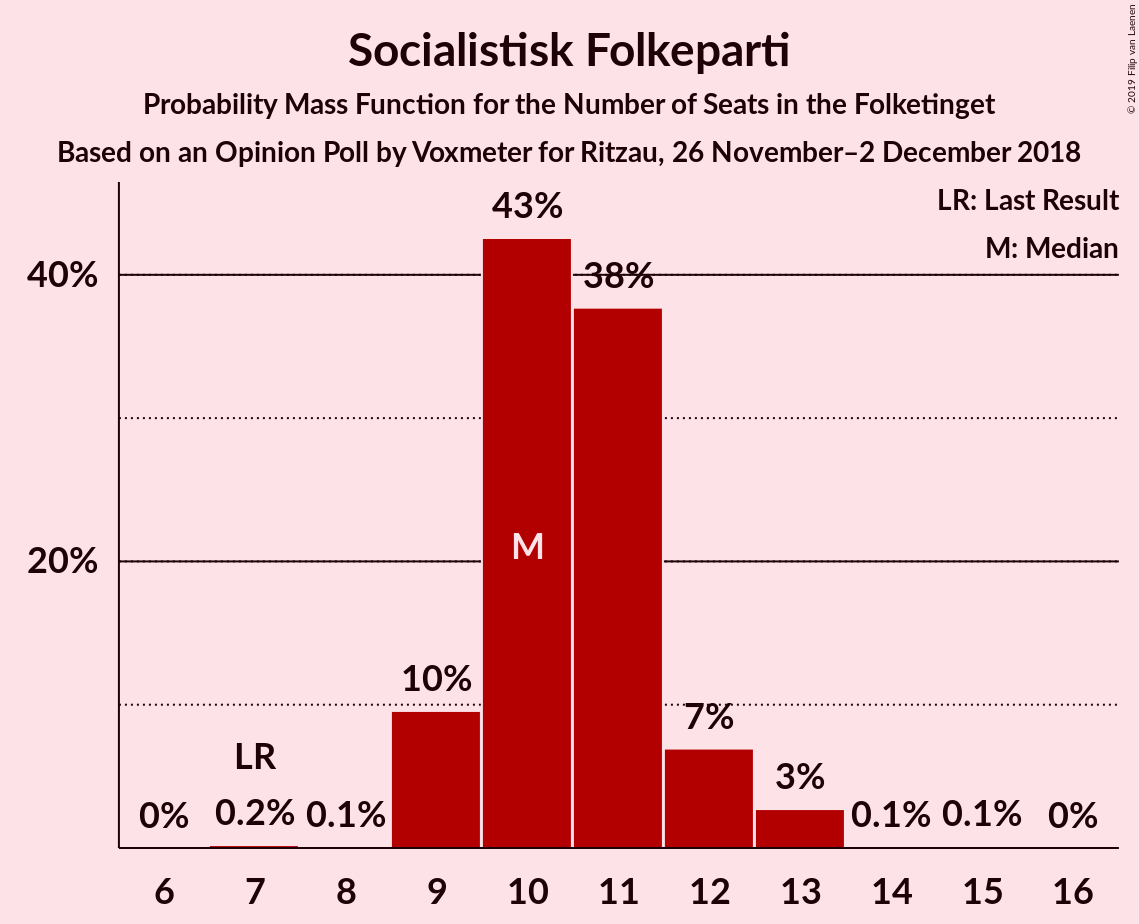 Socialistisk Folkeparti
Probability Mass Function for the Number of Seats in the Folketinget
Based on an Opinion Poll by Voxmeter for Ritzau, 26 November–2 December 2018
© 2019 Filip van Laenen
LR: Last Result
M: Median
40%
20%
0%
LR
0.2%
0.1%
10%
43%
M
38%
7%
3%
0.1%
0.1%
0%
6 7 8 9 10 11 12 13 14 15 16